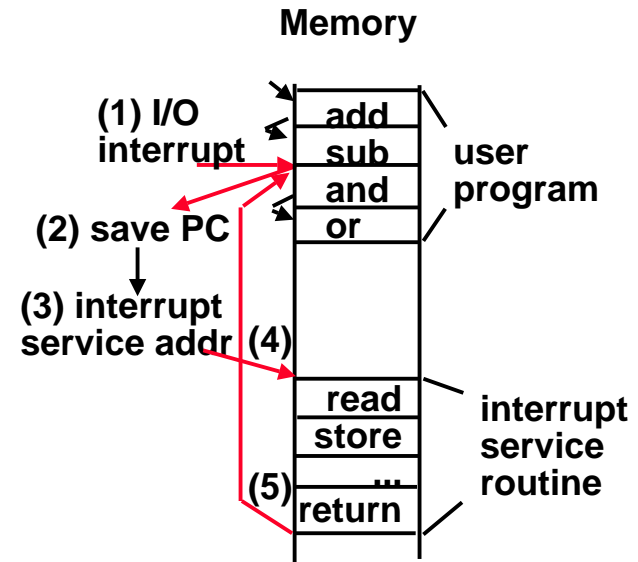 Memory
(1) I/O
interrupt
add
sub
and
or
user
program
(2) save PC
(3) interrupt
service addr
(4)
read
store
...
return
(5)
interrupt
service
routine